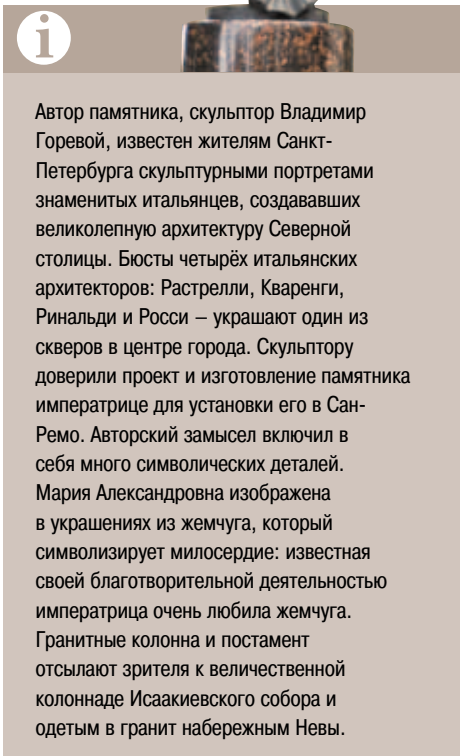 i
Автор памятника, скульптор Владимир
Горевой, известен жителям Санкт-
Петербурга скульптурными портретами
знаменитых итальянцев, создававших
великолепную архитектуру Северной
столицы. Бюсты четырёх итальянских
архитекторов: Растрелли, Кваренги,
Ринальди и Росси – украшают один из
скверов в центре города. Скульптору
доверили проект и изготовление памятника
императрице для установки его в Сан-
Ремо. Авторский замысел включил в
себя много символических деталей.
Мария Александровна изображена
в украшениях из жемчуга, который
символизирует милосердие: известная
своей благотворительной деятельностью
императрица очень любила жемчуга.
Гранитные колонна и постамент
отсылают зрителя к величественной
колоннаде Исаакиевского собора и
одетым в гранит набережным Невы.